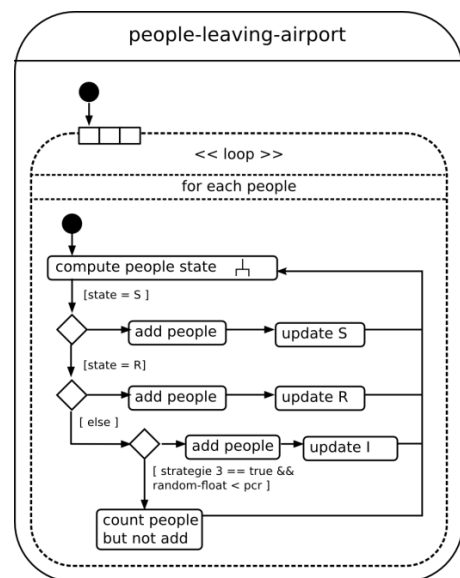 people-leaving-airport
<< loop >>
for each people
compute people state
[state = S ]
add people
update S
[state = R]
add people
update R
[ else ]
add people
update I
[ strategie 3 == true &&
random-float < pcr ]
count people
but not add